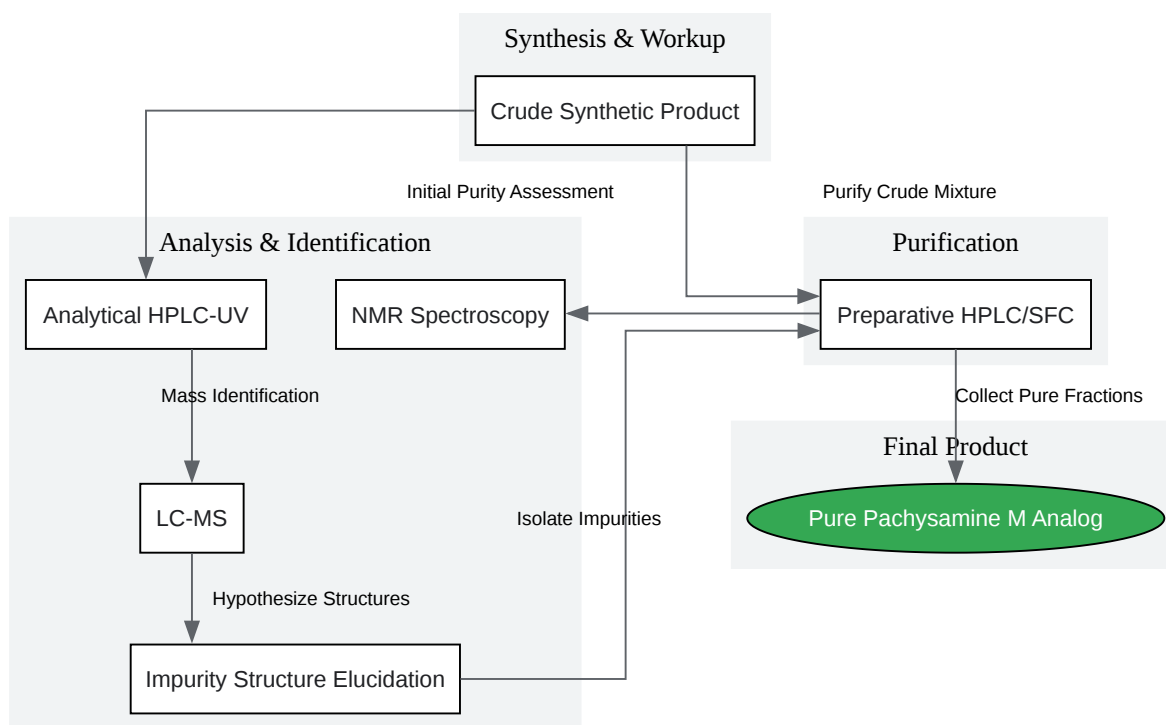 Synthesis & Workup
Crude Synthetic Product
Initial Purity Assessment
Purify Crude Mixture
Analysis & Identification
Purification
Analytical HPLC-UV
NMR Spectroscopy
Preparative HPLC/SFC
Mass Identification
Collect Pure Fractions
Final Product
LC-MS
Isolate Impurities
Pure Pachysamine M Analog
Hypothesize Structures
Impurity Structure Elucidation